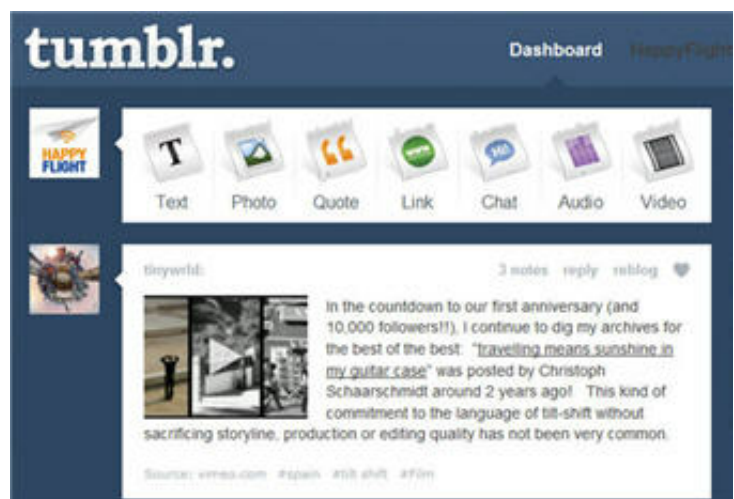 tumblr.
Dashboard HappyFlight
HAPPY
FLIGHT
T
www
Text Photo Quote Link Chat Audio Video
tinywrld: 3 notes reply reblog
In the countdown to our first anniversary (and
10,000 followers!!), I continue to dig my archives for
the best of the best: "travelling means sunshine in
my guitar case" was posted by Christoph
Schaarschmidt around 2 years ago! This kind of
commitment to the language of tilt-shift without
sacrificing storyline, production or editing quality has not been very common.
Source: vimeo.com #spain #tilt shift #film